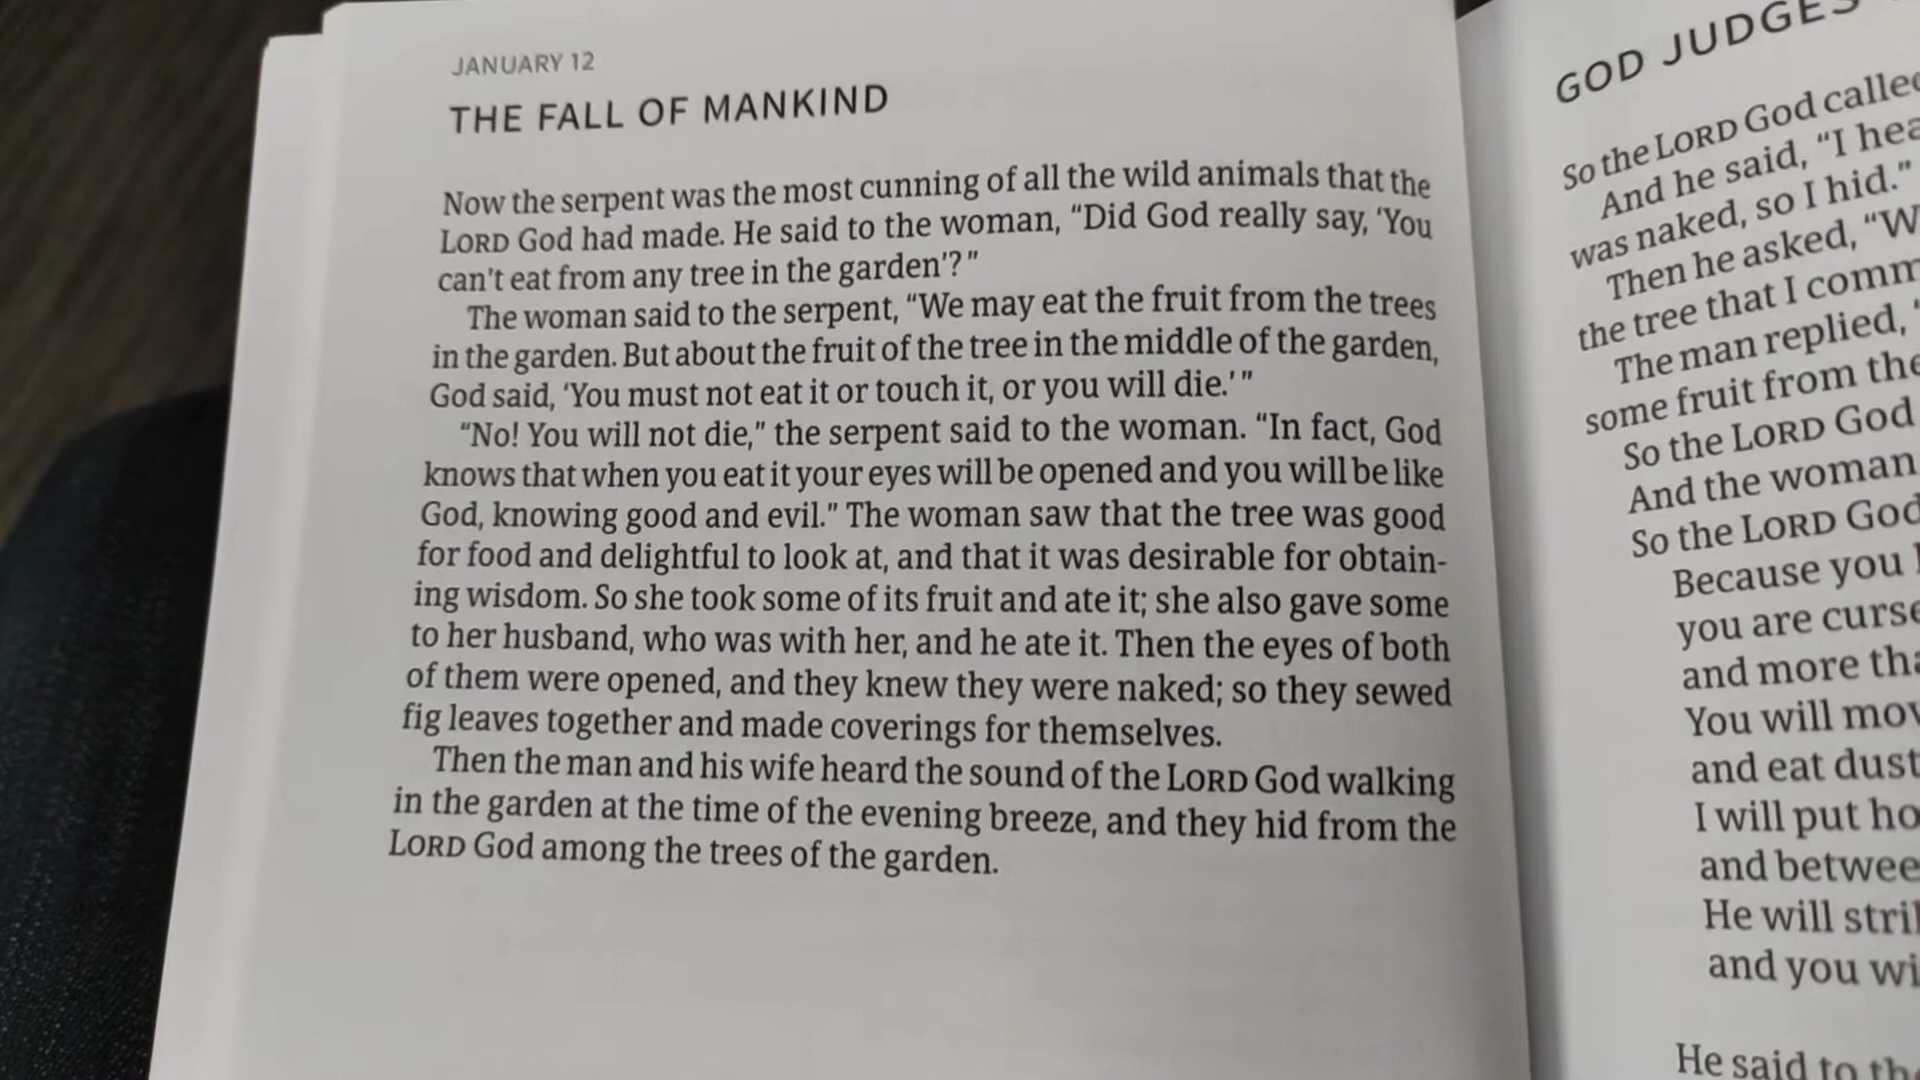 JANUARY 12
THE FALL OF MANKIND
Now the serpent was the most cunning of all the wild animals that the
LORD God had made. He said to the woman, “Did God really say, ‘You
can't eat from any tree in the garden'?”
The woman said to the serpent, “We may eat the fruit from the trees
in the garden. But about the fruit of the tree in the middle of the garden,
God said, ‘You must not eat it or touch it, or you will die.'”
“No! You will not die,” the serpent said to the woman. “In fact, God
knows that when you eat it your eyes will be opened and you will be like
God, knowing good and evil.” The woman saw that the tree was good
for food and delightful to look at, and that it was desirable for obtain-
ing wisdom. So she took some of its fruit and ate it; she also gave some
to her husband, who was with her, and he ate it. Then the eyes of both
of them were opened, and they knew they were naked; so they sewed
fig leaves together and made coverings for themselves.
Then the man and his wife heard the sound of the LORD God walking
in the garden at the time of the evening breeze, and they hid from the
LORD God among the trees of the garden.
GOD JUDGES
So the LORD God called
And he said, “I
was naked, so I hid.”
Then he asked,
the tree that I
The man replied,
some fruit from the
So the LORD God
And the woman
So the LORD God
Because you
you are
and more
You will
and eat dust
I will put
and
He will
and you
He said to